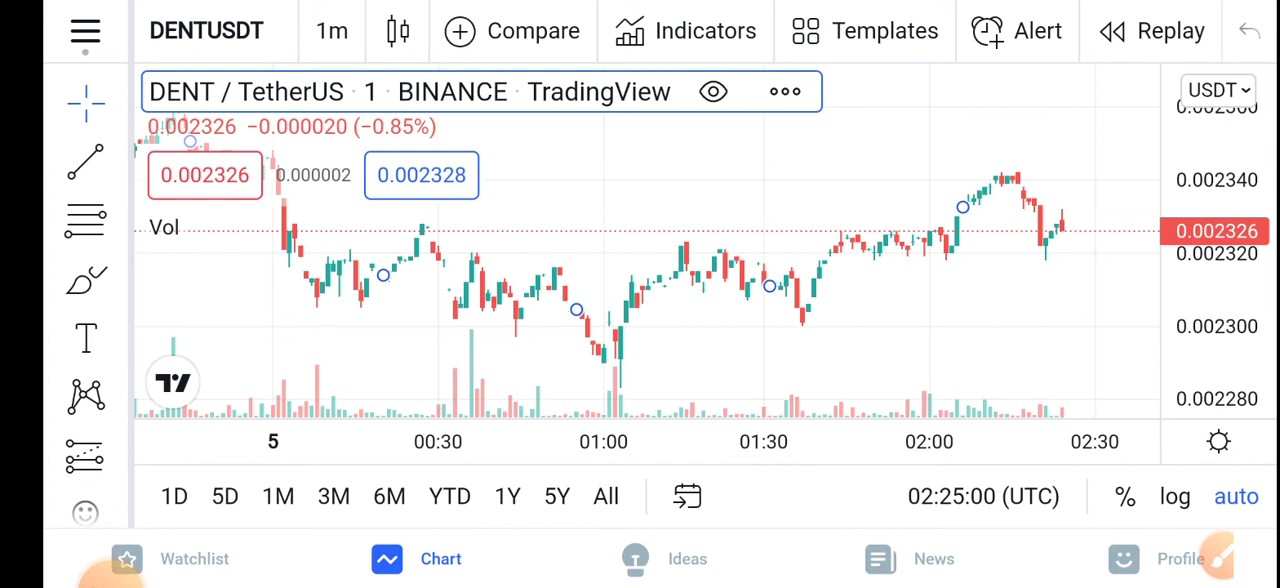 DENTUSDT 1m Compare Indicators Templates Alert Replay
DENT / TetherUS · 1 · BINANCE · TradingView
USDT
0.002326 −0.000020 (−0.85%)
0.002326 0.000002 0.002328
0.002340
Vol
0.002326
0.002320
0.002300
0.002280
5 00:30 01:00 01:30 02:00 02:30
1D 5D 1M 3M 6M YTD 1Y 5Y All 02:25:00 (UTC) % log auto
Watchlist Chart Ideas News Profile